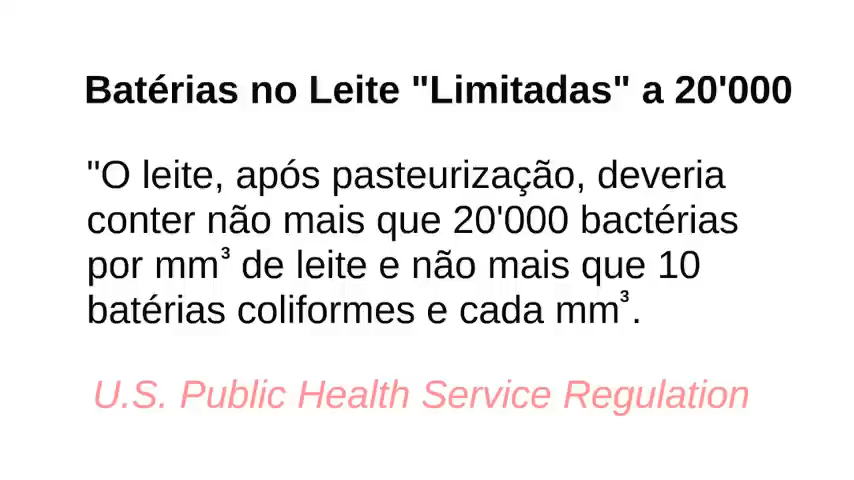 Batérias no Leite "Limitadas" a 20'000
"O leite, após pasteurização, deveria
conter não mais que 20'000 bactérias
por mm³ de leite e não mais que 10
batérias coliformes e cada mm³.
U.S. Public Health Service Regulation